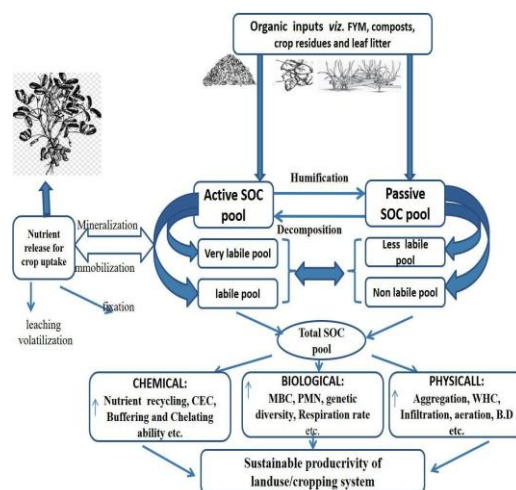 Organic inputs viz. FYM, composts,
crop residues and leaf litter
Humification
Active SOC
pool
Passive
SOC pool
Decomposition
Mineralization
Nutrient
release for
crop uptake
mmobilization
Very labile pool
Less labile
pool
labile pool
Non labile pool
fixation
leaching
volatilization
Total SOC
pool
CHEMICAL:
Nutrient recycling, CEC,
Buffering and Chelating
ability etc.
BIOLOGICAL:
MBC, PMN, genetic
diversity, Respiration rate
etc.
PHYSICALL:
Aggregation, WHC,
Infiltration, aeration, B.D
etc.
Sustainable producrivity of
landuse/cropping system